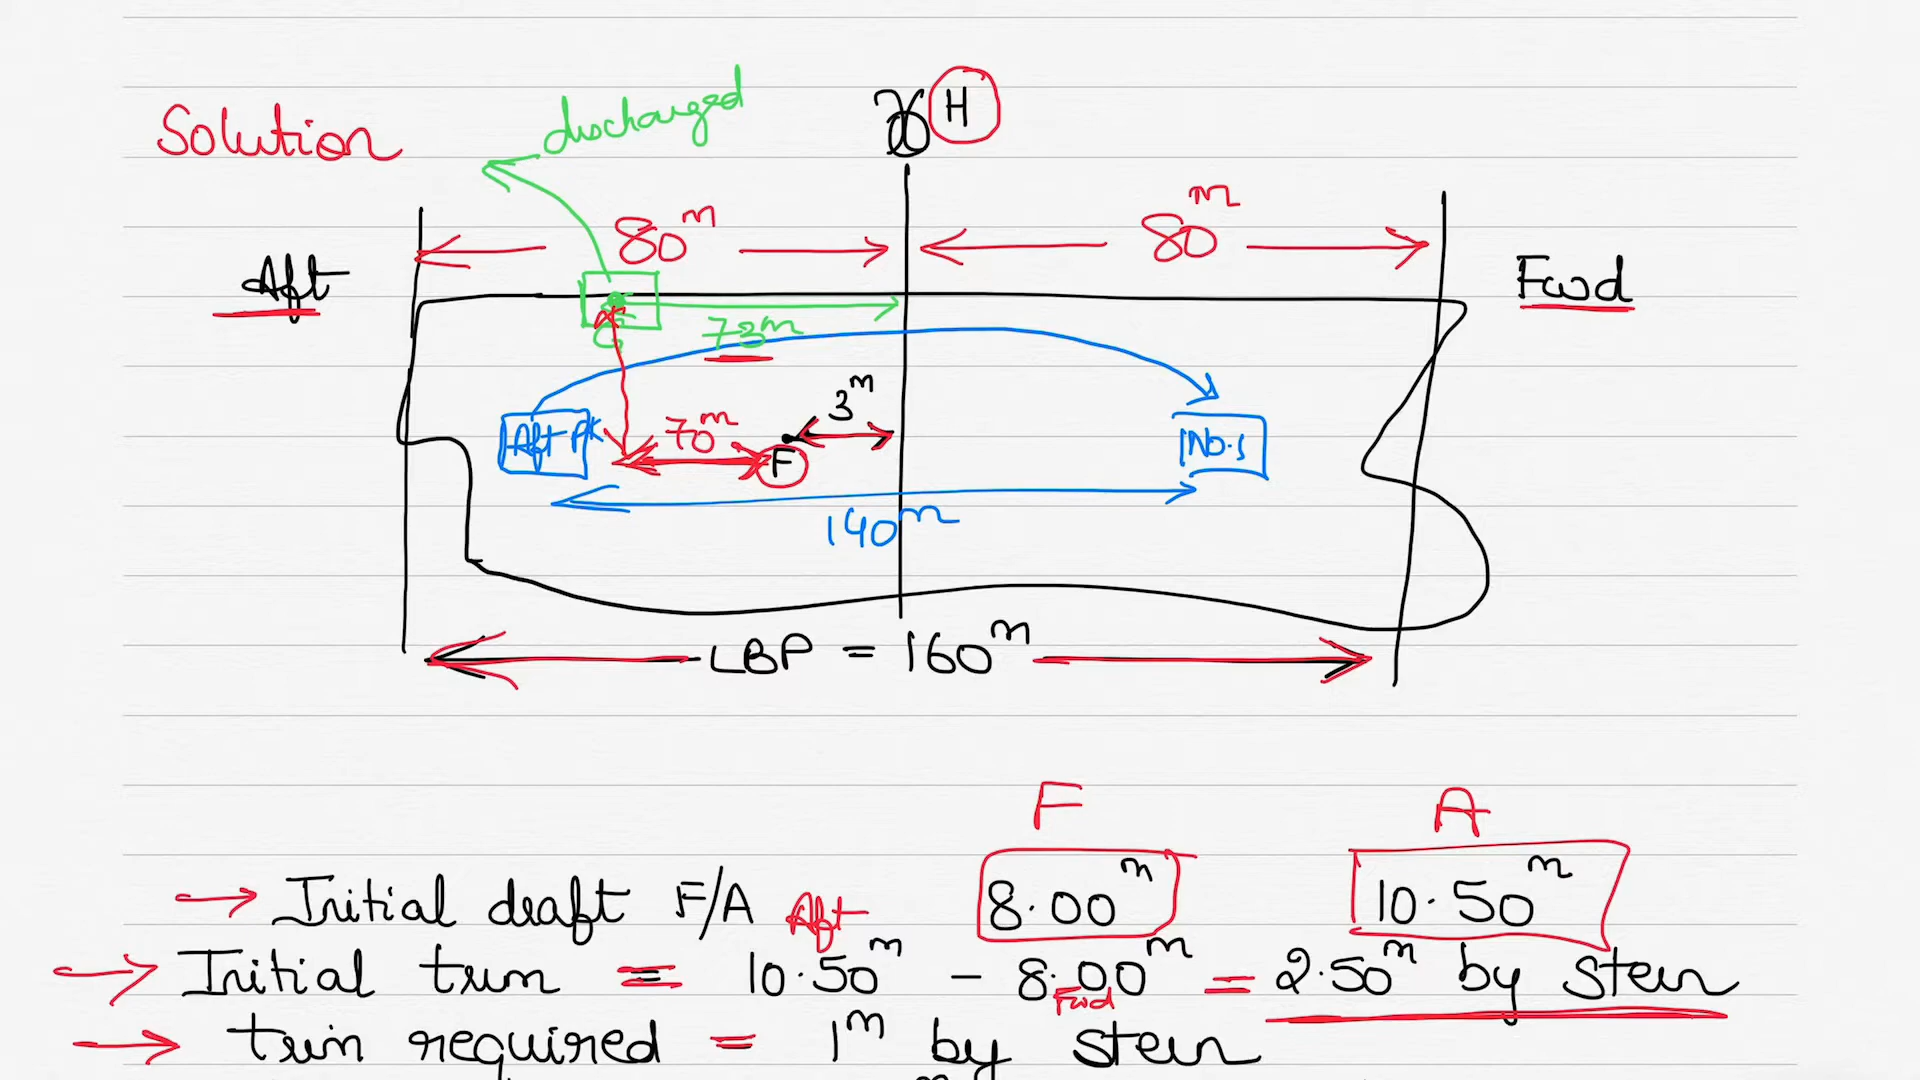 Solution
discharged
H
80m
80m
Aft
Fwd
G
73m
3m
Aft PK
70m
F
No.1
140m
LBP = 160m
F
A
→ Initial draft F/A 8.00m 10.50m
Aft
→ Initial trim = 10.50m - 8.00m = 2.50m by stern
Fwd
→ trim required = 1m by stern